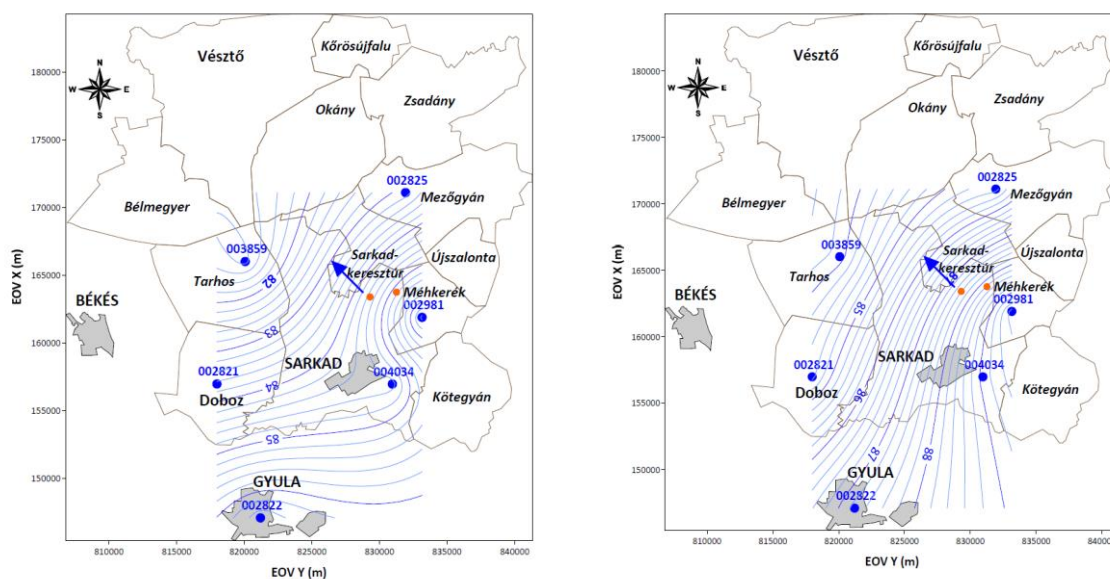 Kőrösújfalu
Vésztő
180000
N
W E
S
Zsadány
Okány
175000
002825
170000
Mezőgyán
Bélmegyer
003859
Sarkad-
keresztúr
Újszalonta
EOV X (m)
165000
Tarhos
82
Méhkerék
BÉKÉS
002981
83
160000
SARKAD
002821
004034
84
Doboz
Kötegyán
155000
85
150000
GYULA
002822
810000 815000 820000 825000 830000 835000 840000
EOV Y (m)
Kőrösújfalu
Vésztő
180000
N
W E
S
Zsadány
Okány
175000
002825
170000
Mezőgyán
Bélmegyer
003859
Sarkad-
keresztúr
Újszalonta
EOV X (m)
165000
Tarhos
Méhkerék
85
BÉKÉS
002981
160000
SARKAD
002821
004034
86
Doboz
Kötegyán
155000
87
88
150000
GYULA
002822
810000 815000 820000 825000 830000 835000 840000
EOV Y (m)